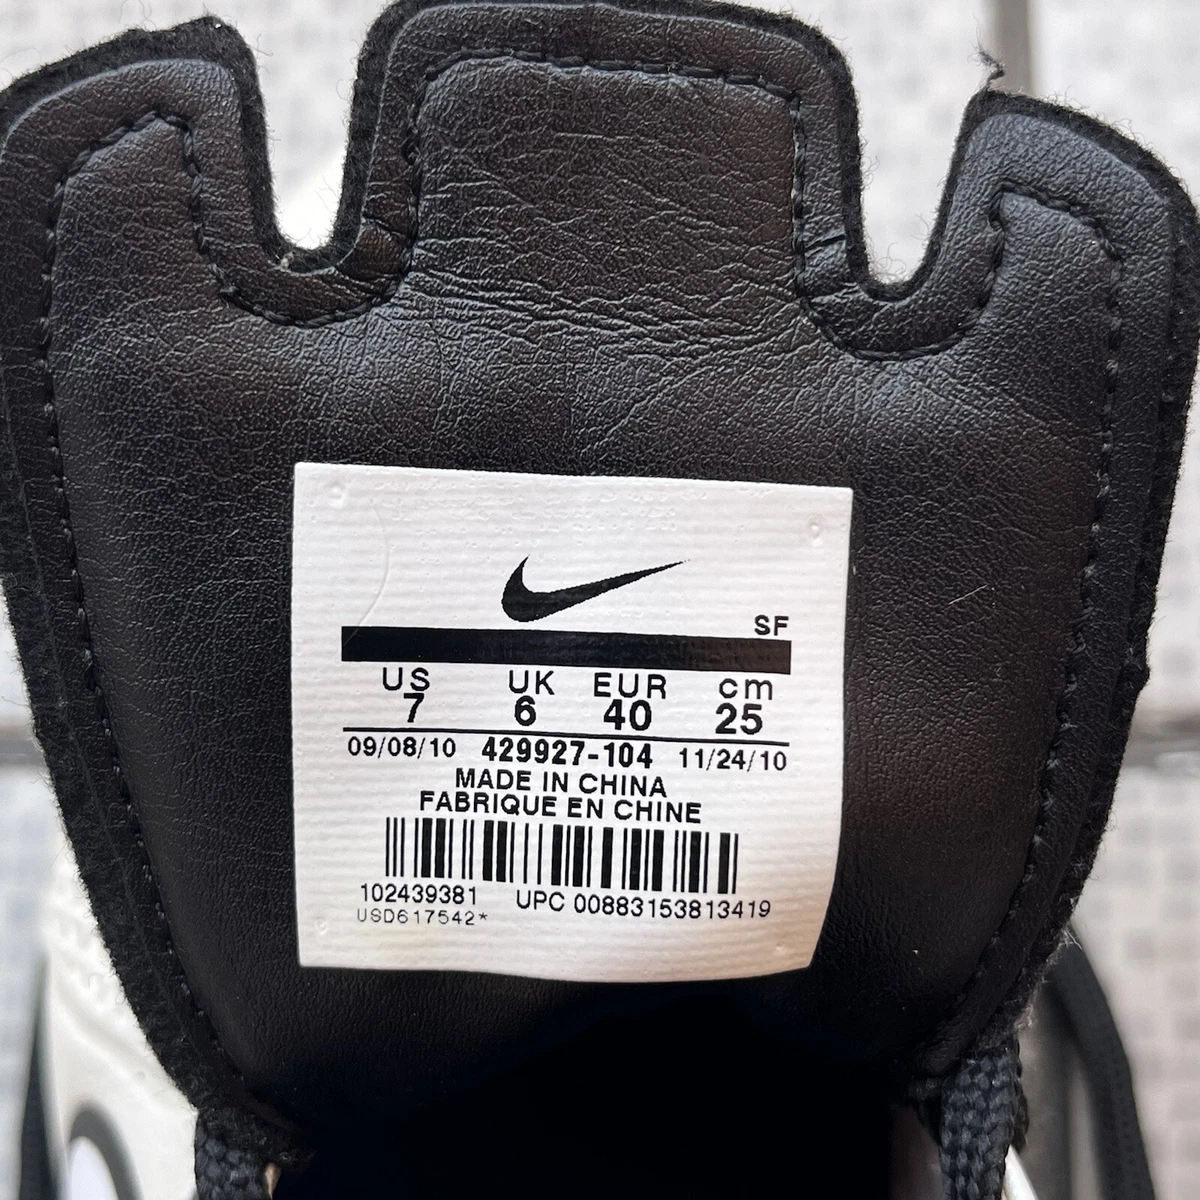 SF
US UK EUR cm
7 6 40 25
09/08/10 429927-104 11/24/10
MADE IN CHINA
FABRIQUE EN CHINE
102439381 UPC 00883153813419
USD617542*